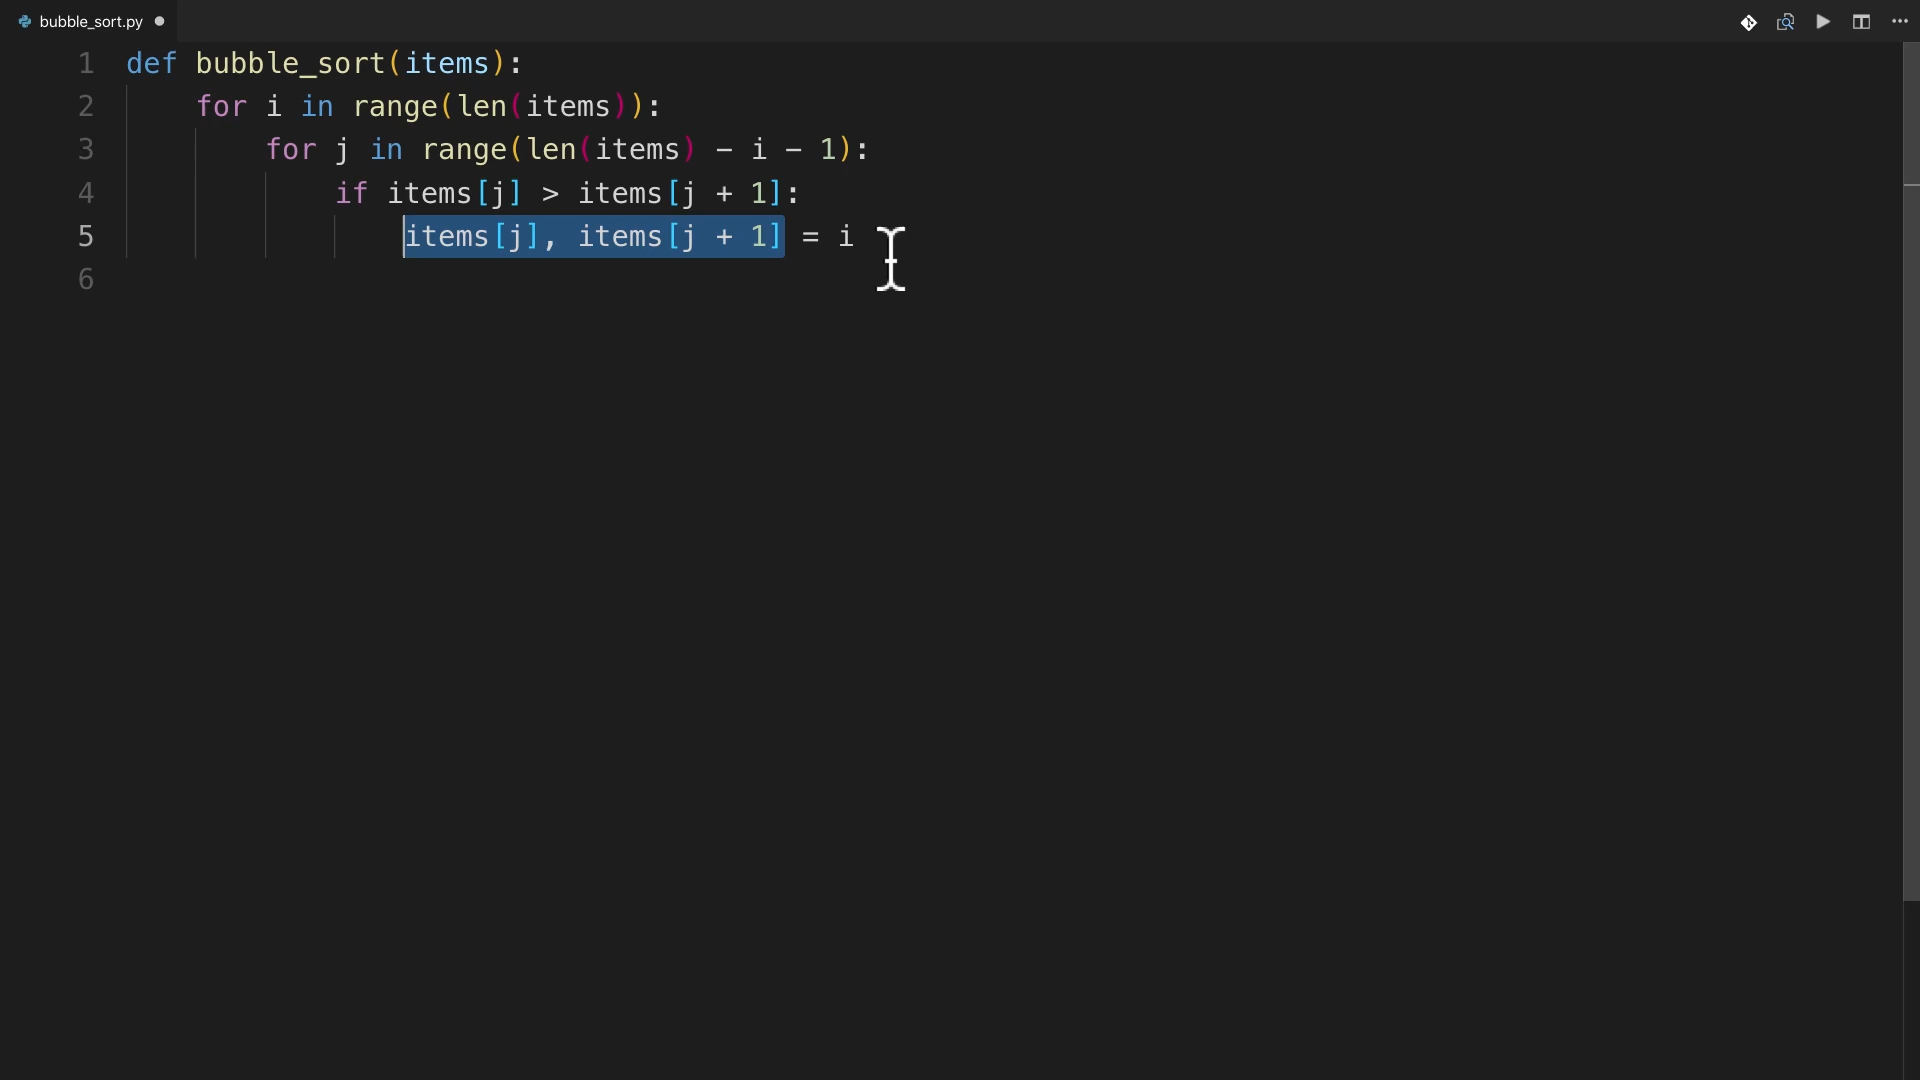 bubble_sort.py
1 def bubble_sort(items):
2     for i in range(len(items)):
3         for j in range(len(items) - i - 1):
4             if items[j] > items[j + 1]:
5                 items[j], items[j + 1] = i
6